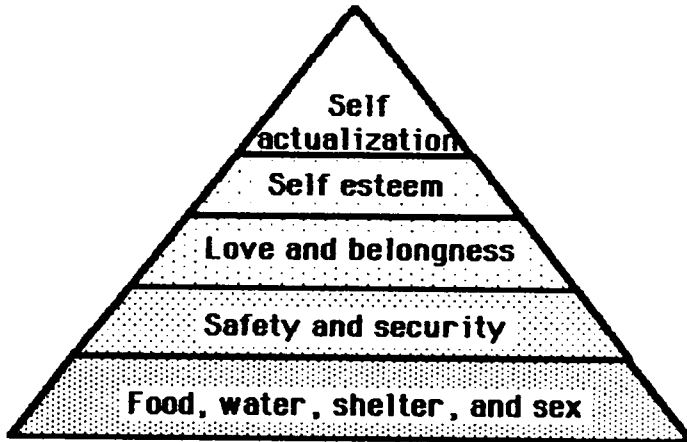 Self
actualization
Self esteem
Love and belongness
Safety and security
Food, water, shelter, and sex